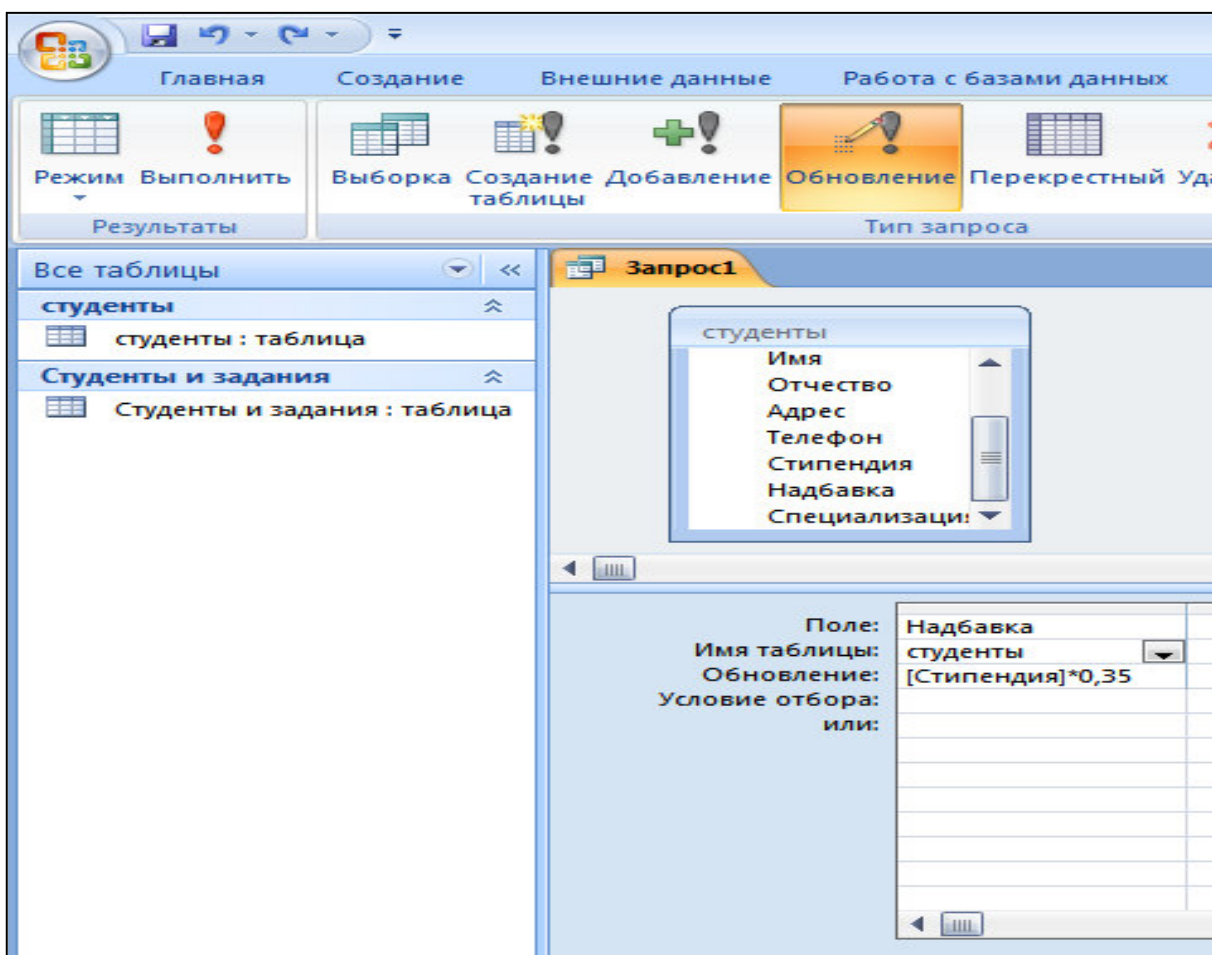 Главная Создание Внешние данные Работа с базами данных
Режим Выполнить Выборка Создание таблицы Добавление Обновление Перекрестный Уда
Результаты Тип запроса
Все таблицы
студенты
студенты : таблица
Студенты и задания
Студенты и задания : таблица
Запрос1
студенты
Имя
Отчество
Адрес
Телефон
Стипендия
Надбавка
Специализация
Поле: Надбавка
Имя таблицы: студенты
Обновление: [Стипендия]*0,35
Условие отбора:
или: